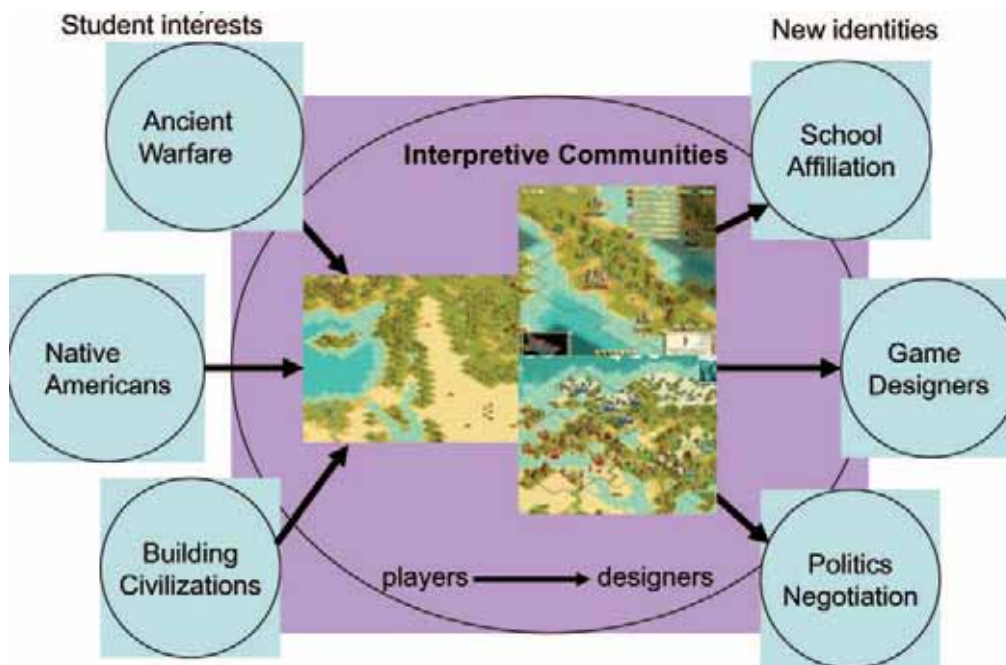 Student interests
New identities
Ancient
Warfare
School
Affiliation
Interpretive Communities
Native
Americans
Game
Designers
Building
Civilizations
players
designers
Politics
Negotiation